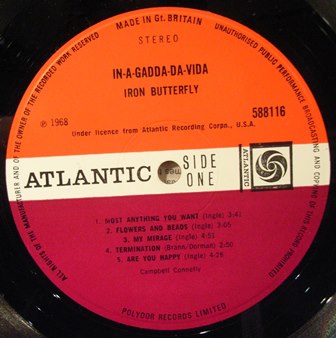 MADE IN Gt. BRITAIN
ALL RIGHTS OF THE MANUFACTURER AND OF THE OWNER OF THE RECORDED WORK RESERVED
UNAUTHORISED PUBLIC PERFORMANCE BROADCASTING AND COPYING OF THIS RECORD PROHIBITED
STEREO
IN-A-GADDA-DA-VIDA
IRON BUTTERFLY
℗ 1968
588116
Under licence from Atlantic Recording Corpn., U.S.A.
ATLANTIC
SIDE ONE
ATLANTIC
1. MOST ANYTHING YOU WANT (Ingle) 3:41
2. FLOWERS AND BEADS (Ingle) 3:05
3. MY MIRAGE (Ingle) 4:51
4. TERMINATION (Brann/Dorman) 2:50
5. ARE YOU HAPPY (Ingle) 4:28
Campbell Connelly
POLYDOR RECORDS LIMITED